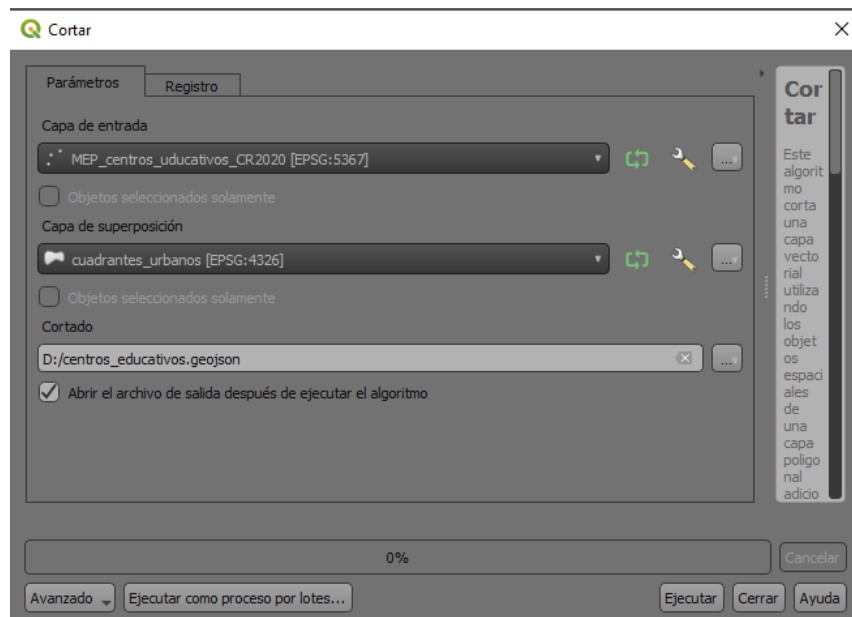 Cortar
Parámetros
Registro
Capa de entrada
MEP_centros_uducativos_CR2020 [EPSG:5367]
...
Objetos seleccionados solamente
Capa de superposición
cuadrantes_urbanos [EPSG:4326]
...
Objetos seleccionados solamente
Cortado
D:/centros_educativos.geojson
...
Abrir el archivo de salida después de ejecutar el algoritmo
Cor
tar
Este
algorit
mo
corta
una
capa
vecto
rial
utiliza
ndo
los
objet
os
espaci
ales
de
una
capa
poligo
nal
adicio
0%
Cancelar
Avanzado
Ejecutar como proceso por lotes...
Ejecutar
Cerrar
Ayuda